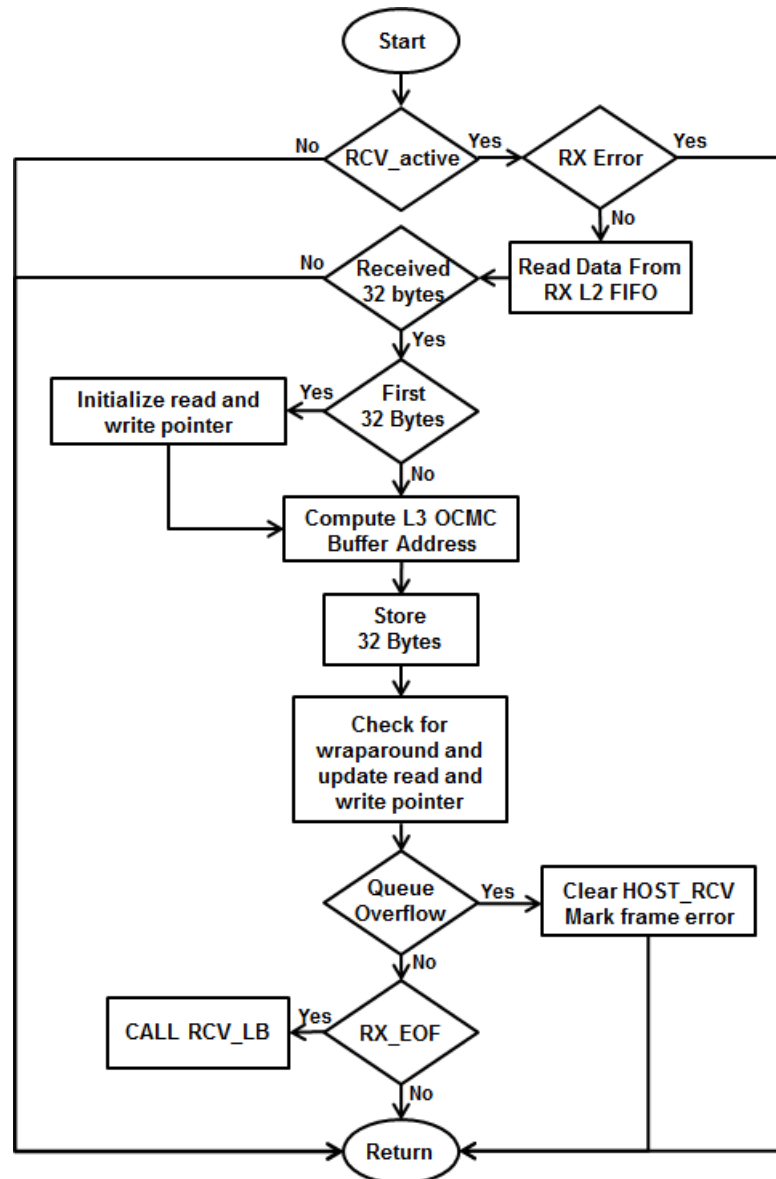 Start
No
RCV_active
Yes
RX Error
Yes
No
No
Received
32 bytes
Read Data From
RX L2 FIFO
Yes
Initialize read and
write pointer
Yes
First
32 Bytes
No
Compute L3 OCMC
Buffer Address
Store
32 Bytes
Check for
wraparound and
update read and
write pointer
Queue
Overflow
Yes
Clear HOST_RCV
Mark frame error
No
CALL RCV_LB
Yes
RX_EOF
No
Return